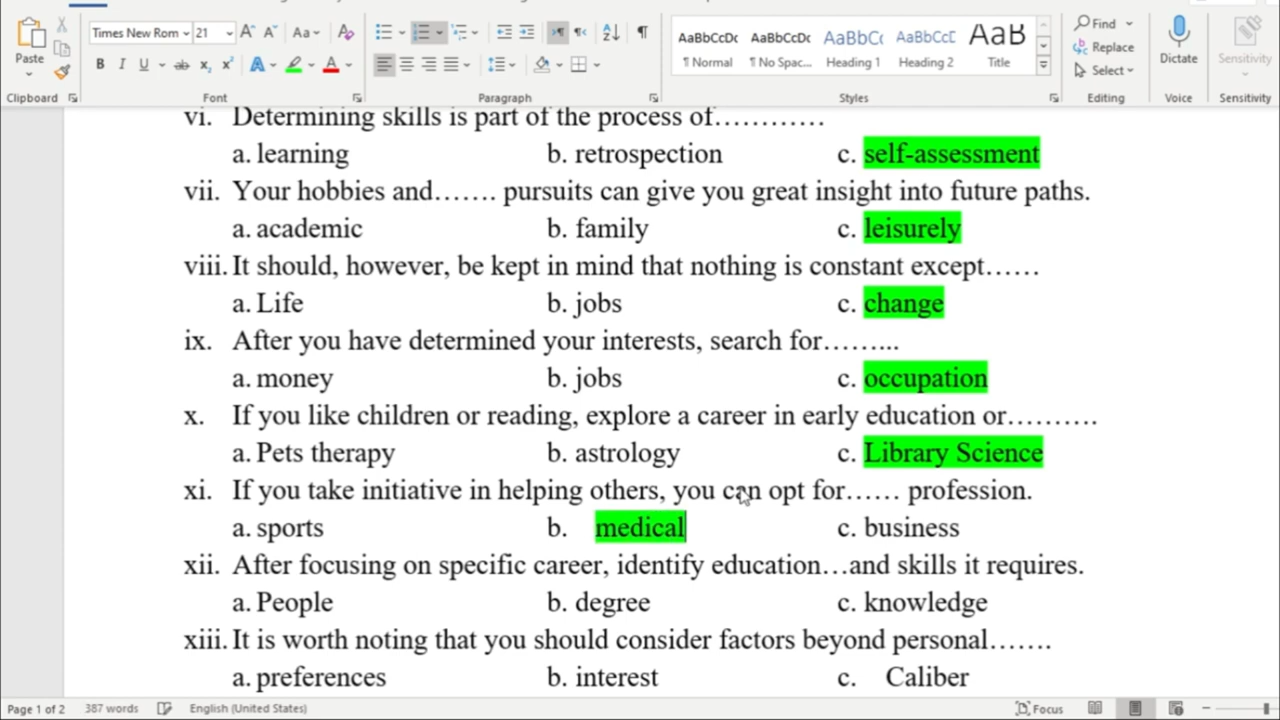 Times New Rom 21 Aa
Paste
B I U ab x₂ x² A A
AaBbCcDc AaBbCcDc AaBbC( AaBbCcD AaB
¶ Normal ¶ No Spac... Heading 1 Heading 2 Title
Find
Replace
Select
Dictate
Sensitivity
Clipboard Font Paragraph Styles Editing Voice Sensitivity
vi. Determining skills is part of the process of…………
a. learning b. retrospection c. self-assessment
vii. Your hobbies and……. pursuits can give you great insight into future paths.
a. academic b. family c. leisurely
viii. It should, however, be kept in mind that nothing is constant except……
a. Life b. jobs c. change
ix. After you have determined your interests, search for……...
a. money b. jobs c. occupation
x. If you like children or reading, explore a career in early education or……….
a. Pets therapy b. astrology c. Library Science
xi. If you take initiative in helping others, you can opt for…… profession.
a. sports b. medical c. business
xii. After focusing on specific career, identify education…and skills it requires.
a. People b. degree c. knowledge
xiii. It is worth noting that you should consider factors beyond personal…….
a. preferences b. interest c. Caliber
Page 1 of 2 387 words English (United States) Focus